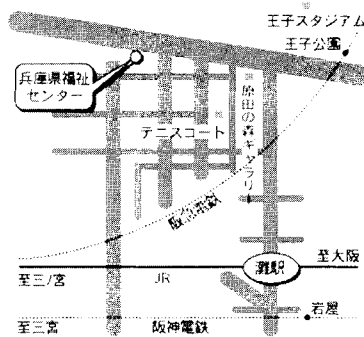 王子スタジアム
王子公園
兵庫県福祉
センター
原田の森ギャラリー
テニスコート
阪急電鉄
灘駅
至大阪
至三ノ宮
JR
岩屋
至三宮
阪神電鉄